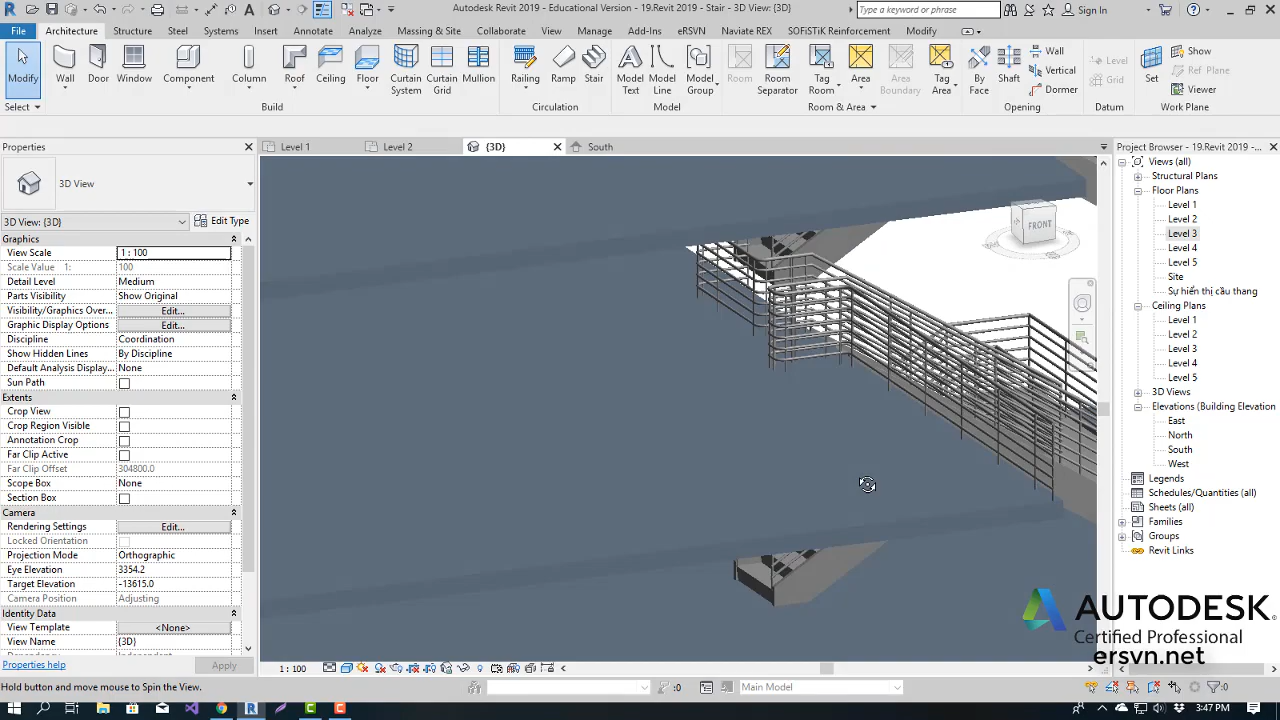 Autodesk Revit 2019 - Educational Version - 19.Revit 2019 - Stair - 3D View: {3D}
Type a keyword or phrase
Sign In
File
Architecture
Structure
Steel
Systems
Insert
Annotate
Analyze
Massing & Site
Collaborate
View
Manage
Add-Ins
eRSVN
Naviate REX
SOFiSTiK Reinforcement
Modify
Modify
Wall
Door
Window
Component
Column
Roof
Ceiling
Floor
Curtain System
Curtain Grid
Mullion
Railing
Ramp
Stair
Model Text
Model Line
Model Group
Room
Room Separator
Tag Room
Area
Area Boundary
Tag Area
By Face
Shaft
Wall
Vertical
Dormer
Level
Grid
Set
Show
Ref Plane
Viewer
Select
Build
Circulation
Model
Room & Area
Opening
Datum
Work Plane
Properties
Level 1
Level 2
{3D}
South
Project Browser - 19.Revit 2019 -...
3D View
3D View: {3D}
Edit Type
Graphics
View Scale 1 : 100
Scale Value 1: 100
Detail Level Medium
Parts Visibility Show Original
Visibility/Graphics Over... Edit...
Graphic Display Options Edit...
Discipline Coordination
Show Hidden Lines By Discipline
Default Analysis Display... None
Sun Path
Extents
Crop View
Crop Region Visible
Annotation Crop
Far Clip Active
Far Clip Offset 304800.0
Scope Box None
Section Box
Camera
Rendering Settings Edit...
Locked Orientation
Projection Mode Orthographic
Eye Elevation 3354.2
Target Elevation -13615.0
Camera Position Adjusting
Identity Data
View Template <None>
View Name {3D}
Properties help
Apply
FRONT
Views (all)
Structural Plans
Floor Plans
Level 1
Level 2
Level 3
Level 4
Level 5
Site
Sự hiển thị cầu thang
Ceiling Plans
Level 1
Level 2
Level 3
Level 4
Level 5
3D Views
Elevations (Building Elevation
East
North
South
West
Legends
Schedules/Quantities (all)
Sheets (all)
Families
Groups
Revit Links
AUTODESK.
Certified Professional
ersvn.net
1 : 100
Hold button and move mouse to Spin the View.
:0
Main Model
:0
3:47 PM